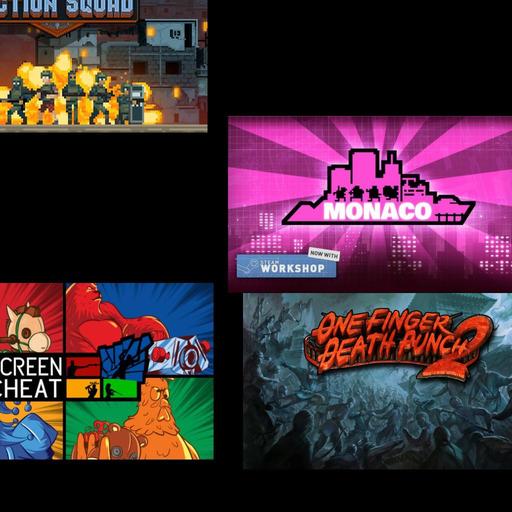 CTION SQUAD
MONACO
NOW WITH
STEAM
WORKSHOP
CREEN
CHEAT
ONE FINGER
DEATH PUNCH 2